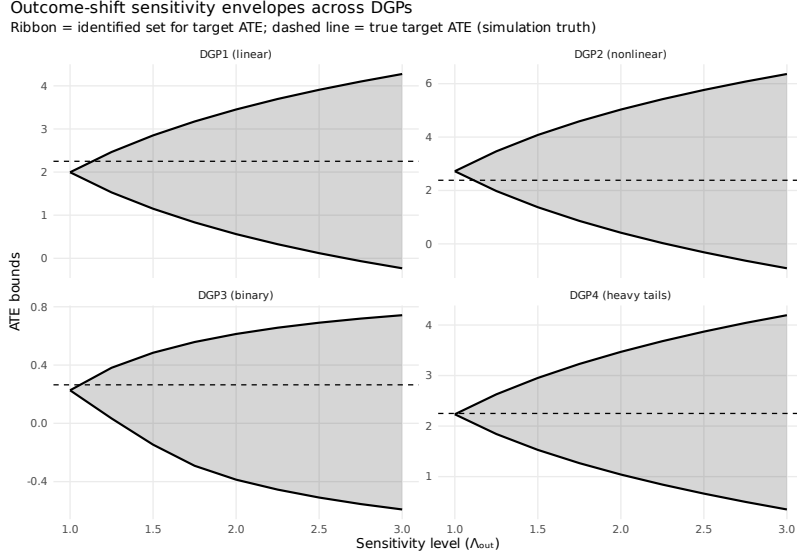 Outcome-shift sensitivity envelopes across DGPs
Ribbon = identified set for target ATE; dashed line = true target ATE (simulation truth)
DGP1 (linear)
DGP2 (nonlinear)
4
3
2
1
0
6
4
2
0
ATE bounds
DGP3 (binary)
DGP4 (heavy tails)
0.8
0.4
0.0
-0.4
4
3
2
1
1.0 1.5 2.0 2.5 3.0
1.0 1.5 2.0 2.5 3.0
Sensitivity level (Λₒᵤₜ)